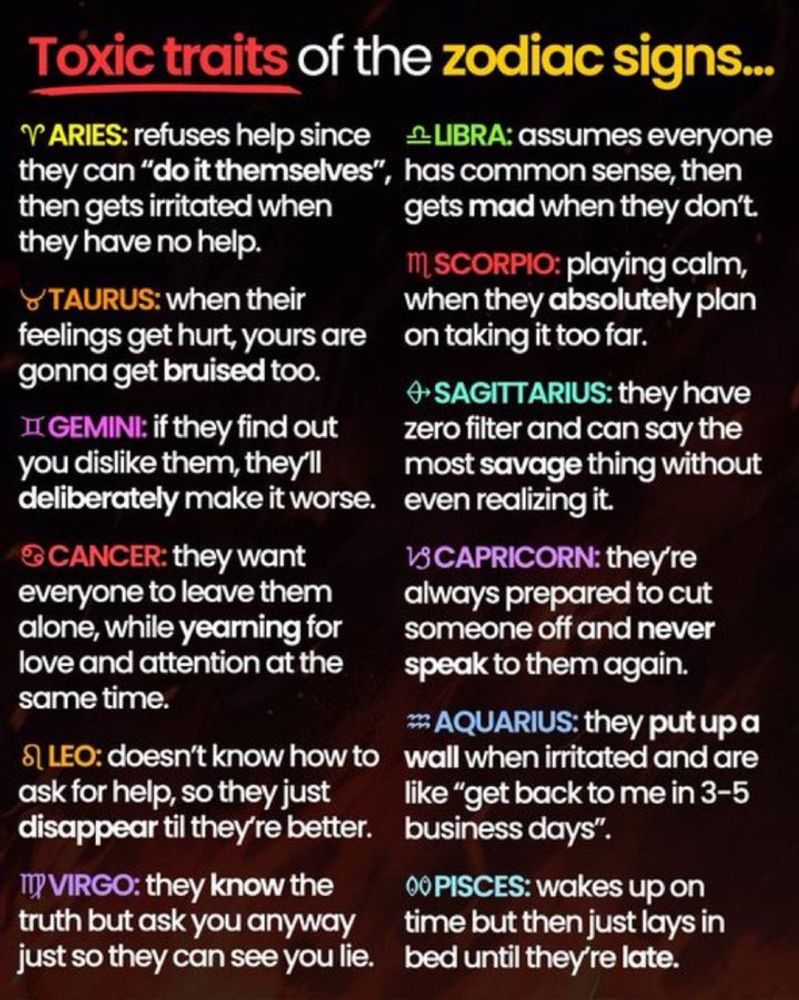 Toxic traits of the zodiac signs...
♈ ARIES: refuses help since
they can “do it themselves”,
then gets irritated when
they have no help.
♉ TAURUS: when their
feelings get hurt, yours are
gonna get bruised too.
♊ GEMINI: if they find out
you dislike them, they’ll
deliberately make it worse.
♋ CANCER: they want
everyone to leave them
alone, while yearning for
love and attention at the
same time.
♌ LEO: doesn’t know how to
ask for help, so they just
disappear til they’re better.
♍ VIRGO: they know the
truth but ask you anyway
just so they can see you lie.
♎ LIBRA: assumes everyone
has common sense, then
gets mad when they don’t.
♏ SCORPIO: playing calm,
when they absolutely plan
on taking it too far.
♐ SAGITTARIUS: they have
zero filter and can say the
most savage thing without
even realizing it.
♑ CAPRICORN: they’re
always prepared to cut
someone off and never
speak to them again.
♒ AQUARIUS: they put up a
wall when irritated and are
like “get back to me in 3-5
business days”.
♓ PISCES: wakes up on
time but then just lays in
bed until they’re late.